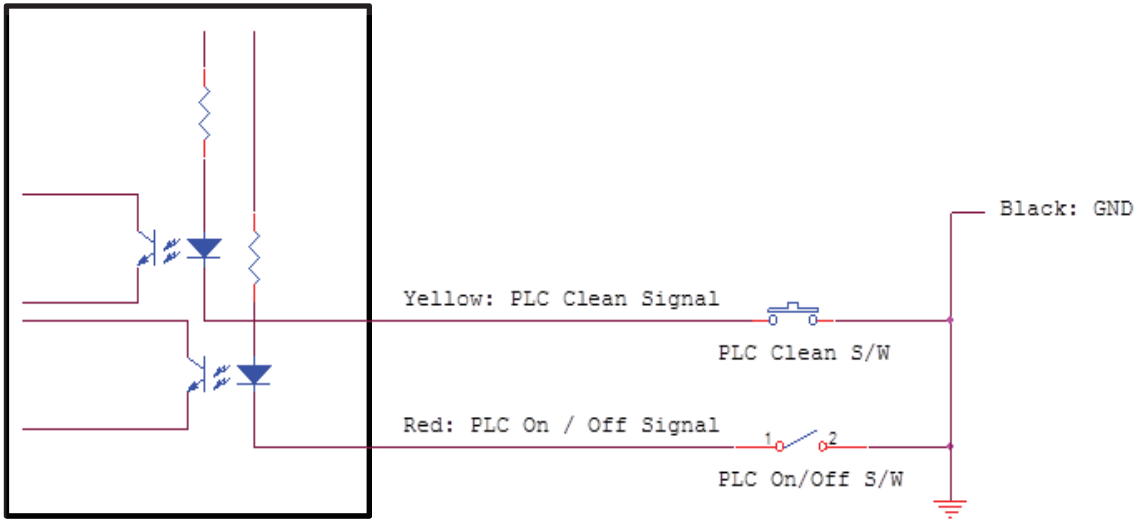 Black: GND
Yellow: PLC Clean Signal
PLC Clean S/W
Red: PLC On / Off Signal
1 2
PLC On/Off S/W